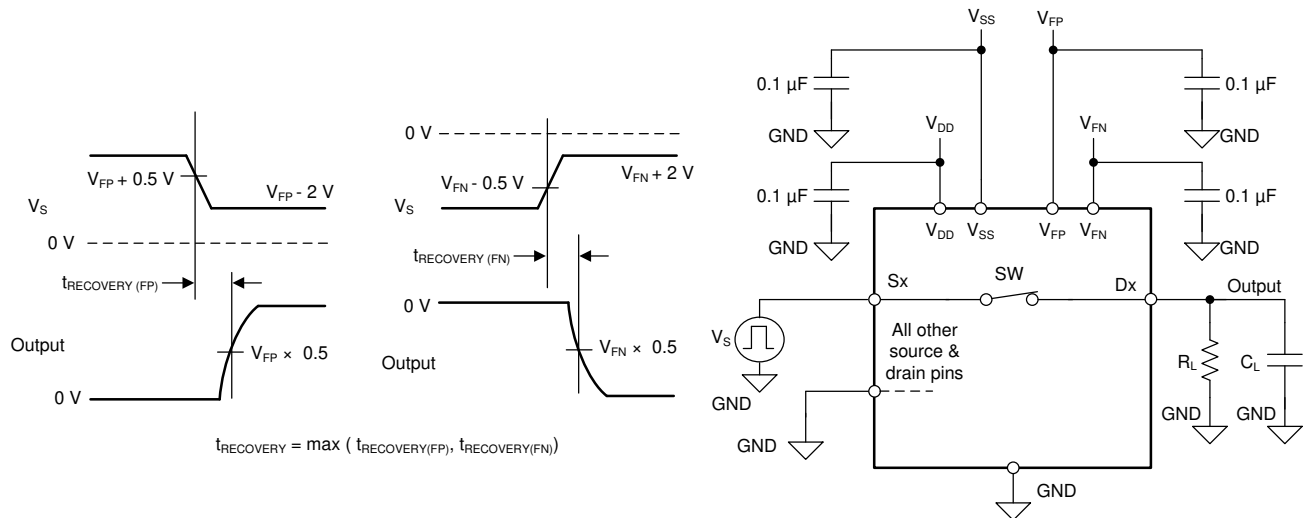 0 V
V_FP + 0.5 V
V_FP - 2 V
V_S
0 V
t_RECOVERY (FP)
Output
V_FP × 0.5
0 V
V_FN - 0.5 V
V_FN + 2 V
V_S
t_RECOVERY (FN)
0 V
Output
V_FN × 0.5
t_RECOVERY = max ( t_RECOVERY(FP), t_RECOVERY(FN))
V_SS
V_FP
0.1 µF
0.1 µF
GND
GND
V_DD
V_FN
0.1 µF
0.1 µF
GND
GND
V_DD
V_SS
V_FP
V_FN
Sx
SW
Dx
Output
V_S
GND
All other
source &
drain pins
R_L
C_L
GND
GND
GND
GND